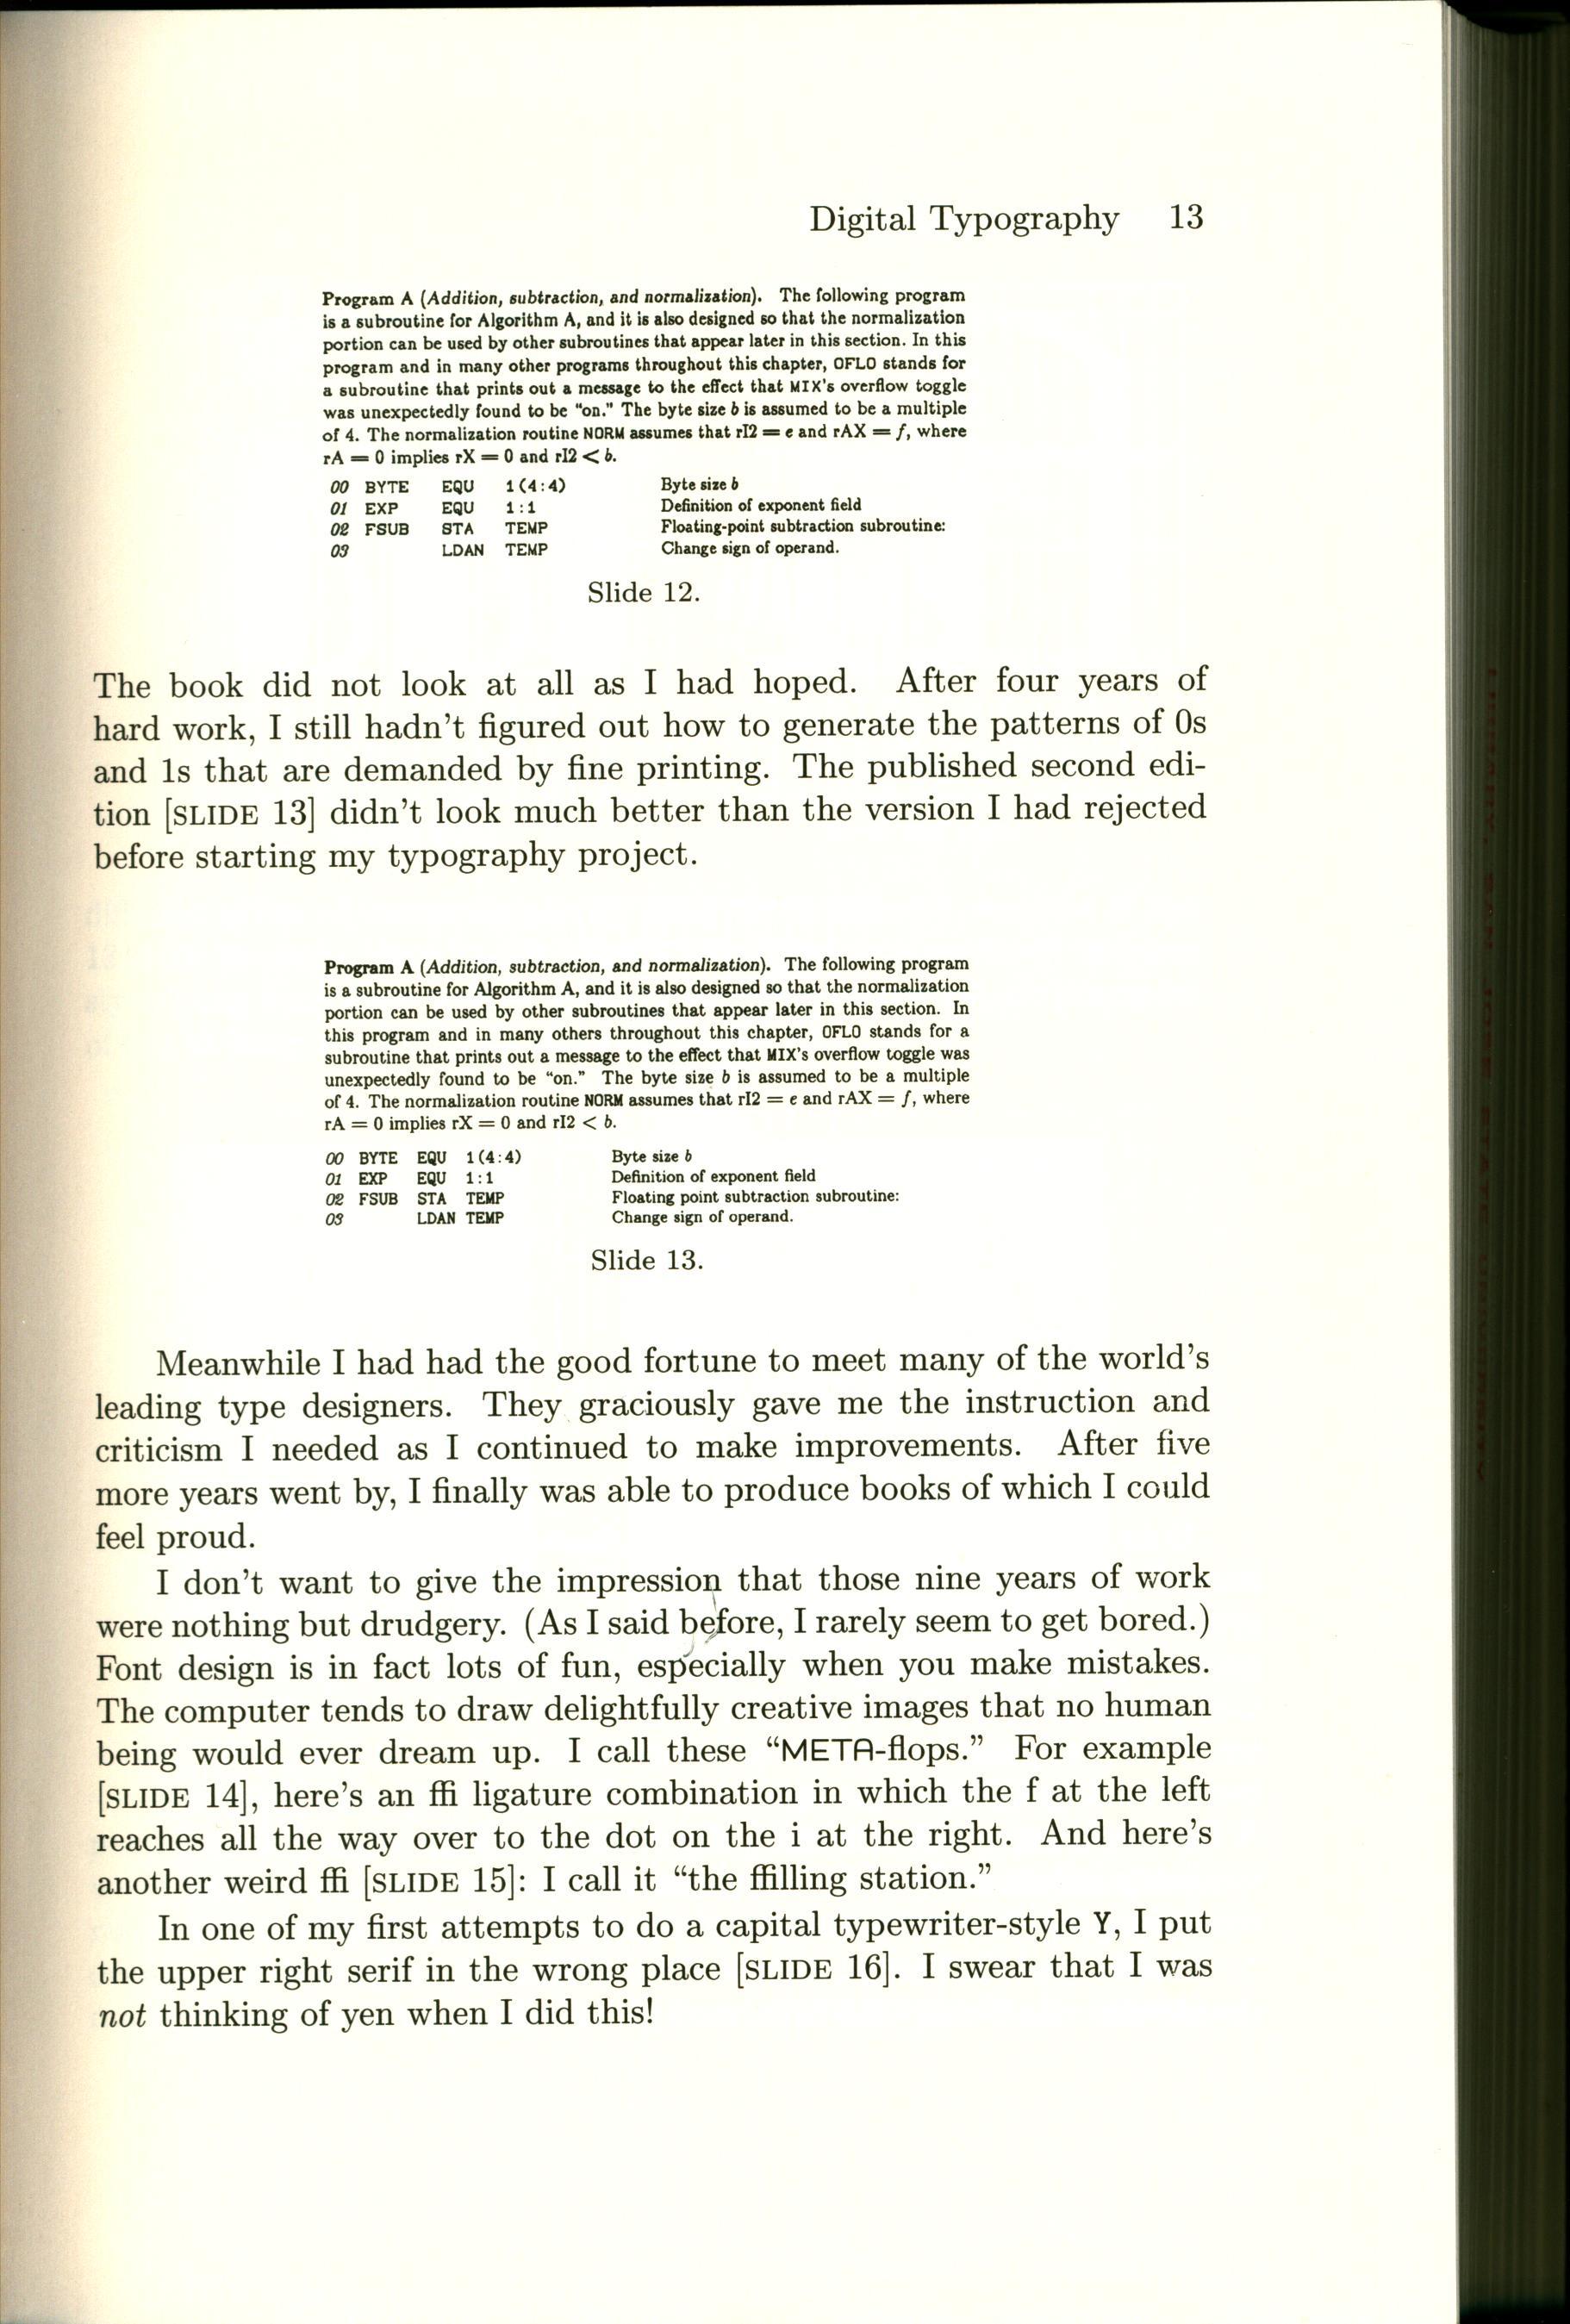 Digital Typography 13
Program A (Addition, subtraction, and normalization). The following program
is a subroutine for Algorithm A, and it is also designed so that the normalization
portion can be used by other subroutines that appear later in this section. In this
program and in many other programs throughout this chapter, OFLO stands for
a subroutine that prints out a message to the effect that MIX's overflow toggle
was unexpectedly found to be “on.” The byte size b is assumed to be a multiple
of 4. The normalization routine NORM assumes that rI2 = e and rAX = f, where
rA = 0 implies rX = 0 and rI2 < b.
00 BYTE EQU 1(4:4) Byte size b
01 EXP EQU 1:1 Definition of exponent field
02 FSUB STA TEMP Floating-point subtraction subroutine:
03 LDAN TEMP Change sign of operand.
Slide 12.
The book did not look at all as I had hoped. After four years of
hard work, I still hadn't figured out how to generate the patterns of 0s
and 1s that are demanded by fine printing. The published second edi-
tion [SLIDE 13] didn't look much better than the version I had rejected
before starting my typography project.
Program A (Addition, subtraction, and normalization). The following program
is a subroutine for Algorithm A, and it is also designed so that the normalization
portion can be used by other subroutines that appear later in this section. In
this program and in many others throughout this chapter, OFLO stands for a
subroutine that prints out a message to the effect that MIX's overflow toggle was
unexpectedly found to be “on.” The byte size b is assumed to be a multiple
of 4. The normalization routine NORM assumes that rI2 = e and rAX = f, where
rA = 0 implies rX = 0 and rI2 < b.
00 BYTE EQU 1(4:4) Byte size b
01 EXP EQU 1:1 Definition of exponent field
02 FSUB STA TEMP Floating point subtraction subroutine:
03 LDAN TEMP Change sign of operand.
Slide 13.
Meanwhile I had had the good fortune to meet many of the world's
leading type designers. They graciously gave me the instruction and
criticism I needed as I continued to make improvements. After five
more years went by, I finally was able to produce books of which I could
feel proud.
I don't want to give the impression that those nine years of work
were nothing but drudgery. (As I said before, I rarely seem to get bored.)
Font design is in fact lots of fun, especially when you make mistakes.
The computer tends to draw delightfully creative images that no human
being would ever dream up. I call these “META-flops.” For example
[SLIDE 14], here's an ffi ligature combination in which the f at the left
reaches all the way over to the dot on the i at the right. And here's
another weird ffi [SLIDE 15]: I call it “the ffilling station.”
In one of my first attempts to do a capital typewriter-style Y, I put
the upper right serif in the wrong place [SLIDE 16]. I swear that I was
not thinking of yen when I did this!